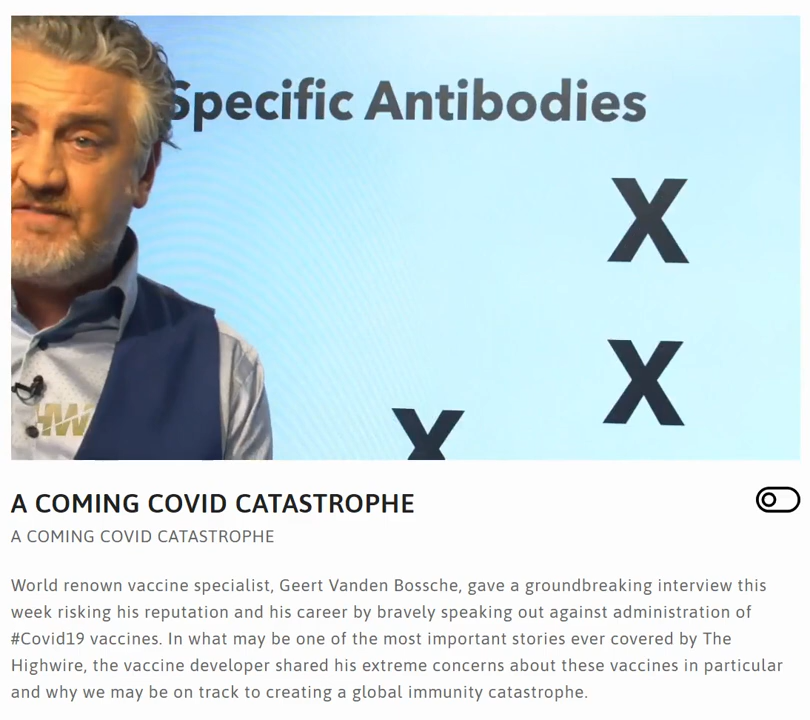 Specific Antibodies
X
X
X
HW
A COMING COVID CATASTROPHE
A COMING COVID CATASTROPHE
World renown vaccine specialist, Geert Vanden Bossche, gave a groundbreaking interview this
week risking his reputation and his career by bravely speaking out against administration of
#Covid19 vaccines. In what may be one of the most important stories ever covered by The
Highwire, the vaccine developer shared his extreme concerns about these vaccines in particular
and why we may be on track to creating a global immunity catastrophe.